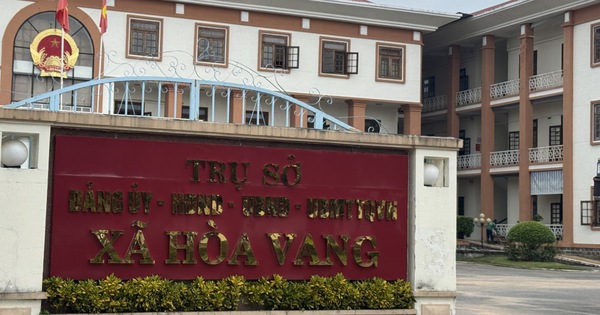 TRỤ SỞ
ĐẢNG ỦY - HĐND - UBND - UBMTTQVN
XÃ HÒA VANG